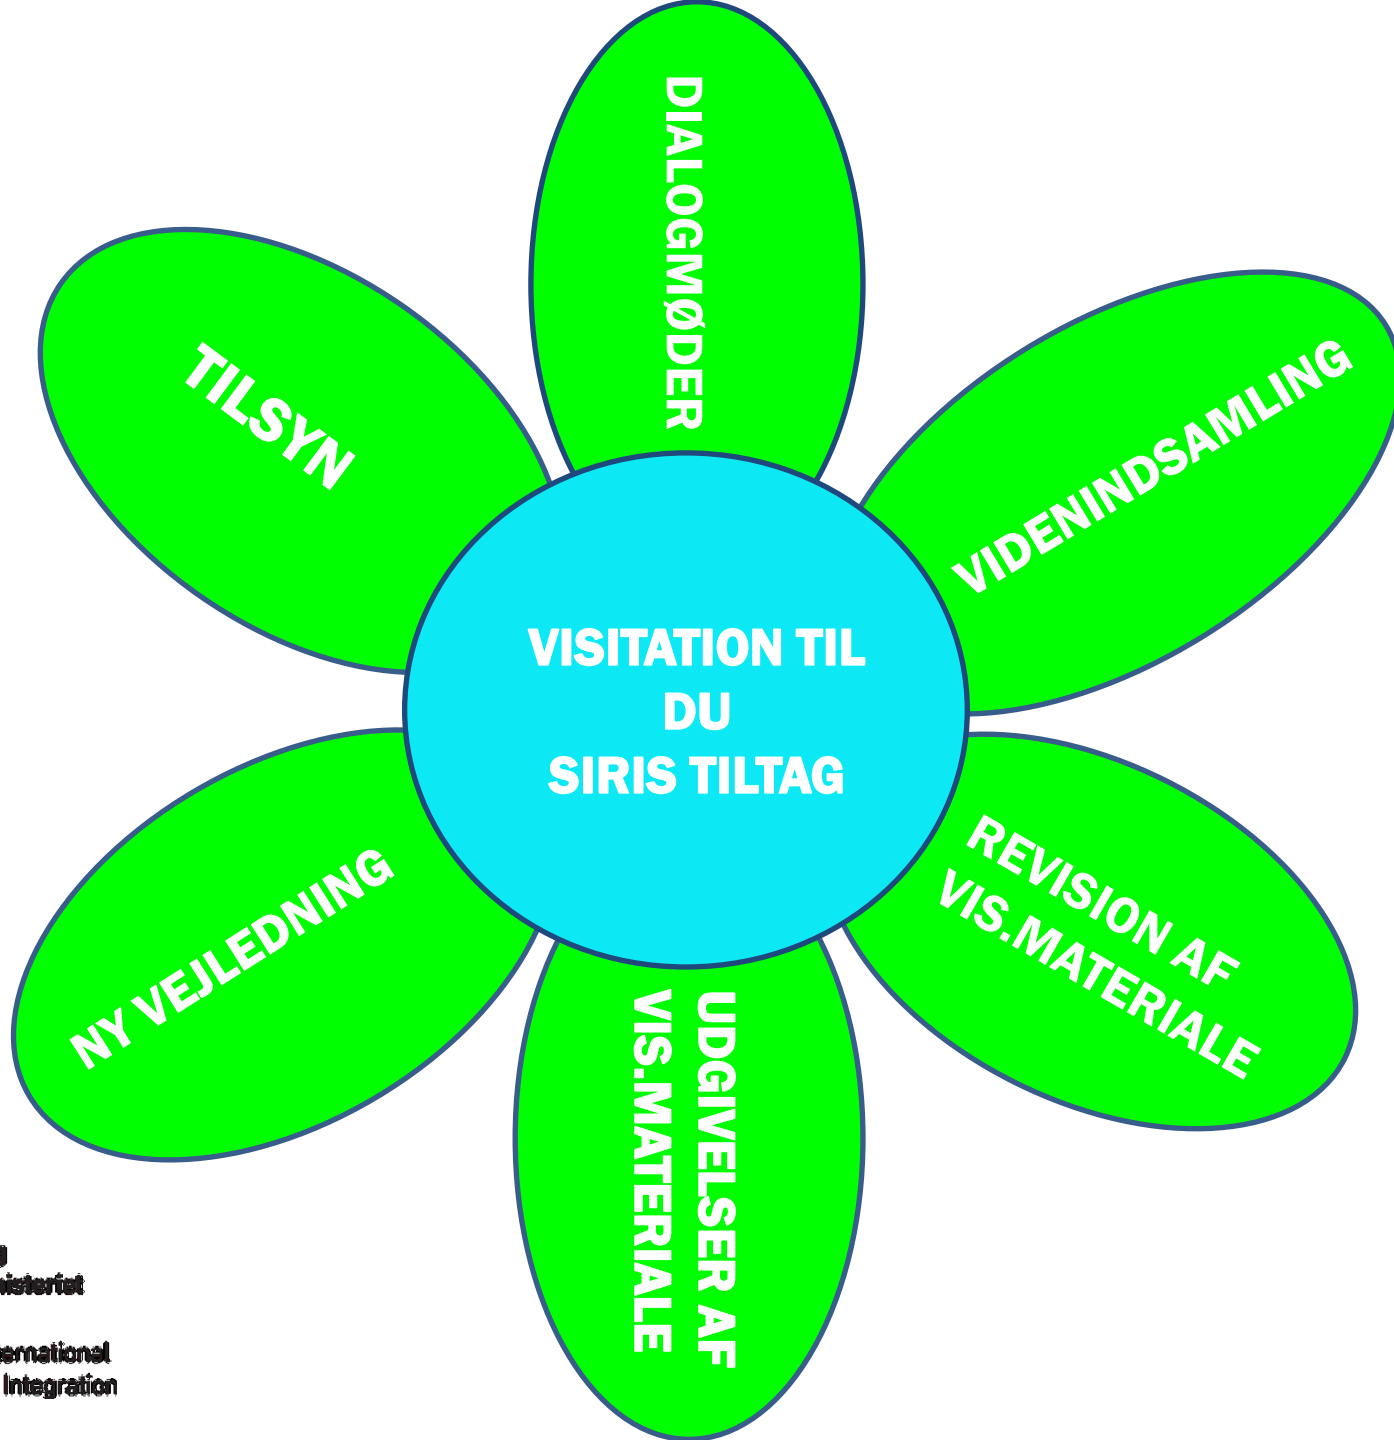 DIALOGMØDER
VIDENINDSAMLING
REVISION AF
VIS.MATERIALE
UDGIVELSER AF
VIS.MATERIALE
NY VEJLEDNING
TILSYN
VISITATION TIL
DU
SIRIS TILTAG
Integration